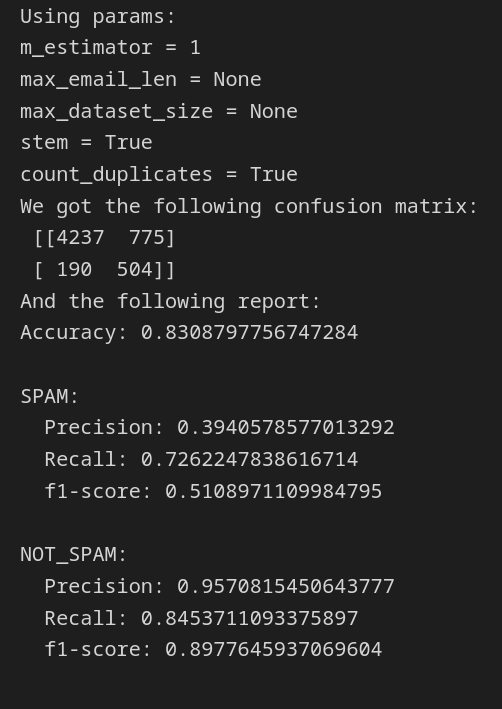 Using params:
m_estimator = 1
max_email_len = None
max_dataset_size = None
stem = True
count_duplicates = True
We got the following confusion matrix:
[[4237 775]
[ 190 504]]
And the following report:
Accuracy: 0.8308797756747284
SPAM:
Precision: 0.3940578577013292
Recall: 0.7262247838616714
f1-score: 0.5108971109984795
NOT_SPAM:
Precision: 0.9570815450643777
Recall: 0.8453711093375897
f1-score: 0.8977645937069604